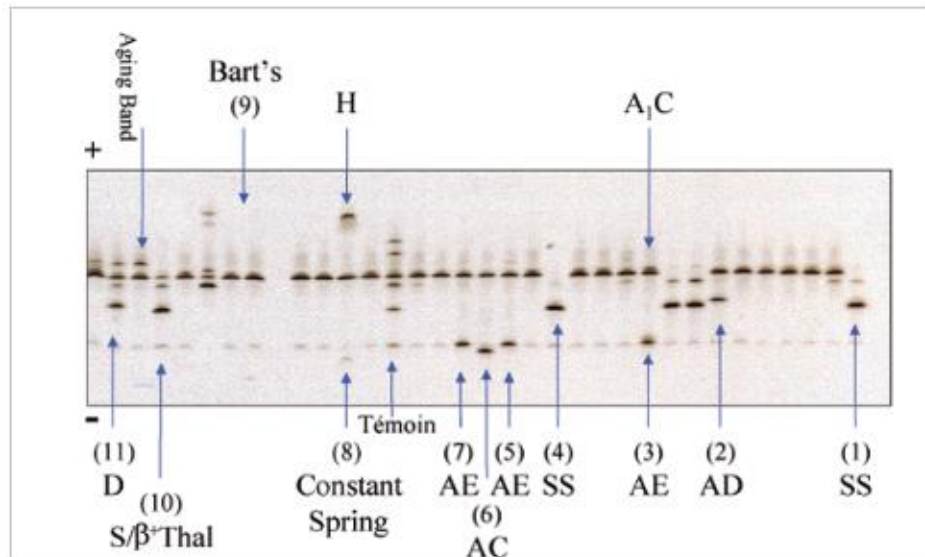 Aging Band
Bart's
(9)
H
A₁C
+
-
Témoin
(11)
D
(10)
S/β⁺Thal
(8)
Constant
Spring
(7)
AE
(6)
AC
(5)
AE
(4)
SS
(3)
AE
(2)
AD
(1)
SS